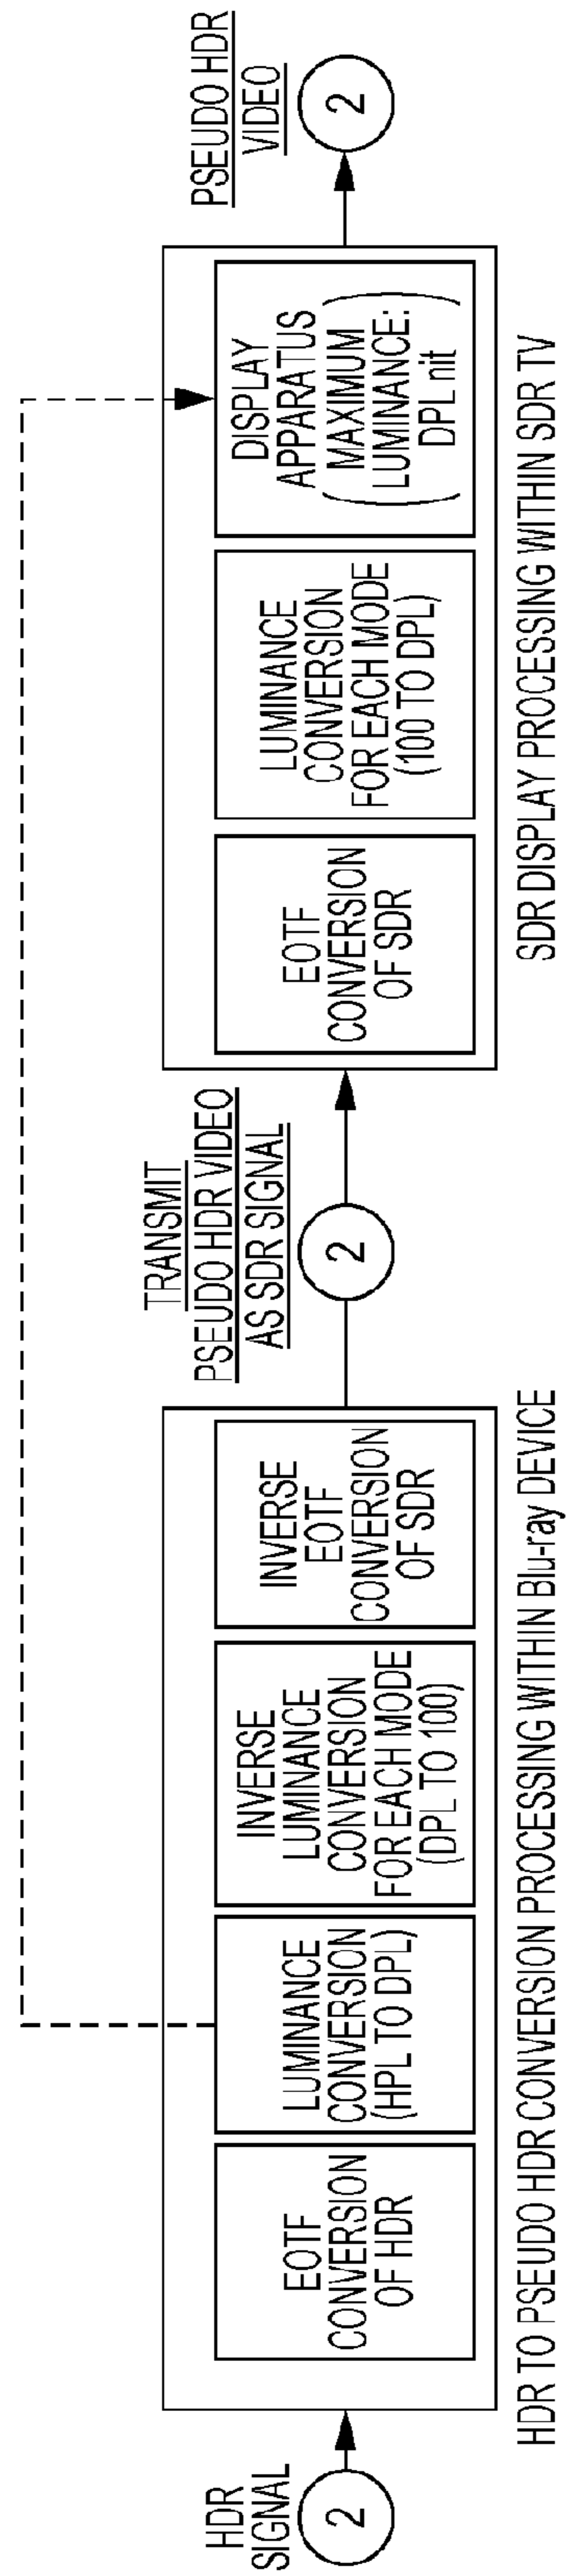 HDR
SIGNAL
2
EOTF
CONVERSION
OF HDR
LUMINANCE
CONVERSION
(HPL TO DPL)
INVERSE
LUMINANCE
CONVERSION
FOR EACH MODE
(DPL TO 100)
INVERSE
EOTF
CONVERSION
OF SDR
HDR TO PSEUDO HDR CONVERSION PROCESSING WITHIN Blu-ray DEVICE
TRANSMIT
PSEUDO HDR VIDEO
AS SDR SIGNAL
2
EOTF
CONVERSION
OF SDR
LUMINANCE
CONVERSION
FOR EACH MODE
(100 TO DPL)
DISPLAY
APPARATUS
(MAXIMUM
LUMINANCE:
DPL nit)
SDR DISPLAY PROCESSING WITHIN SDR TV
PSEUDO HDR
VIDEO
2